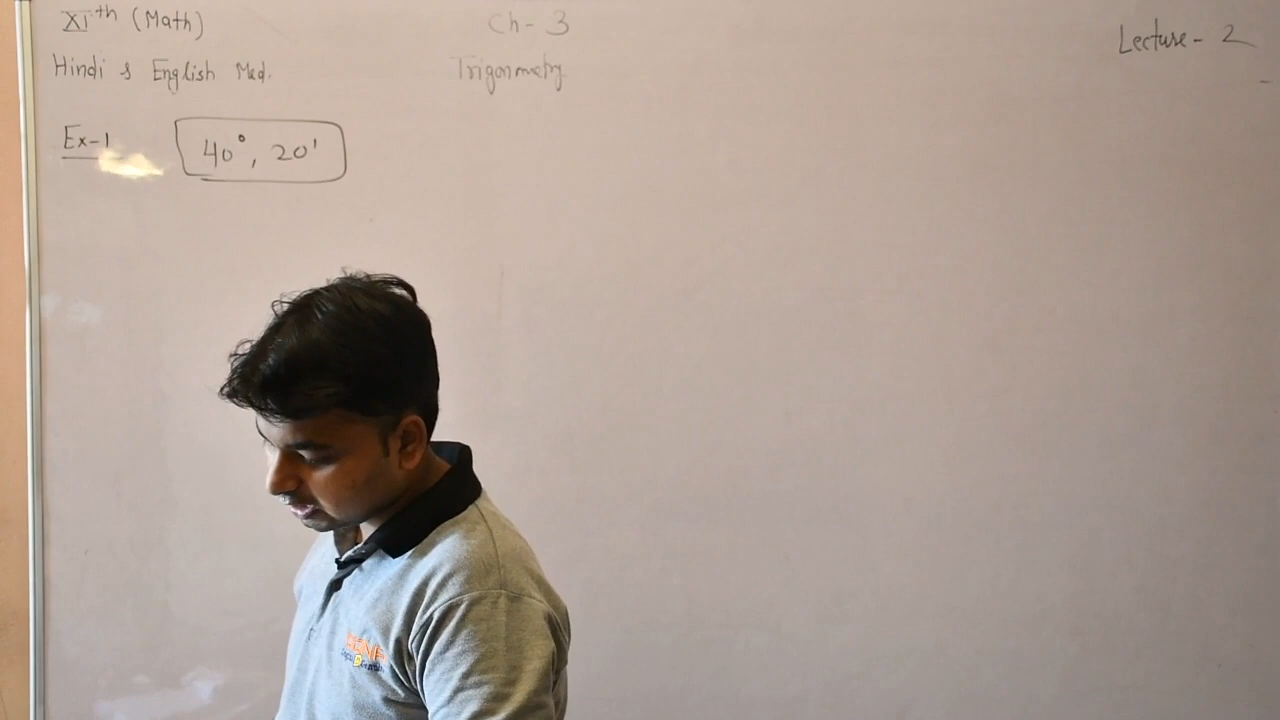 XIth (Math)
Ch - 3
Lecture - 2
Hindi & English Med.
Trigonometry
Ex-1
40°, 20'